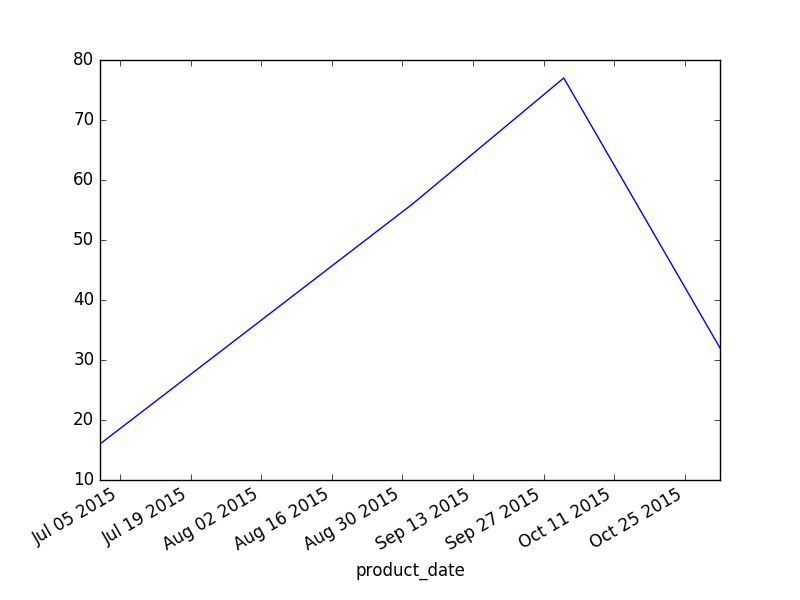 80
70
60
50
40
30
20
10
Jul 05 2015
Jul 19 2015
Aug 02 2015
Aug 16 2015
Aug 30 2015
Sep 13 2015
Sep 27 2015
Oct 11 2015
Oct 25 2015
product_date